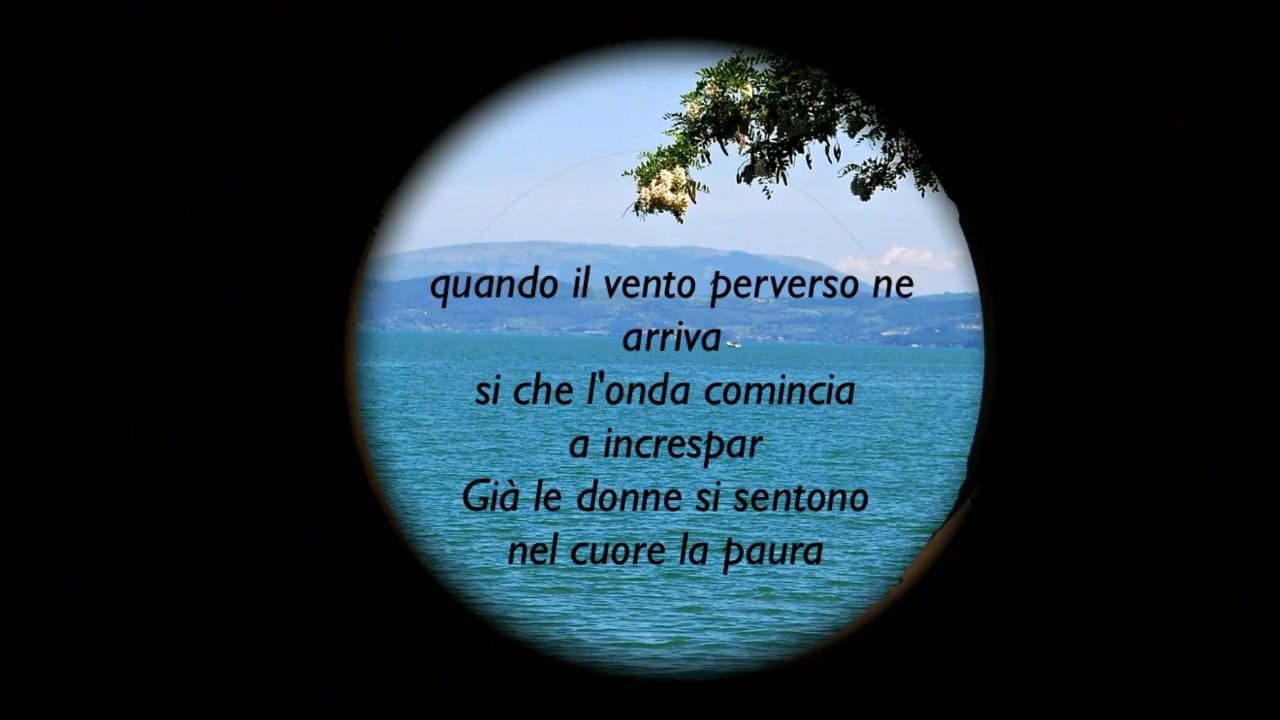 quando il vento perverso ne
arriva
si che l'onda comincia
a increspar
Già le donne si sentono
nel cuore la paura